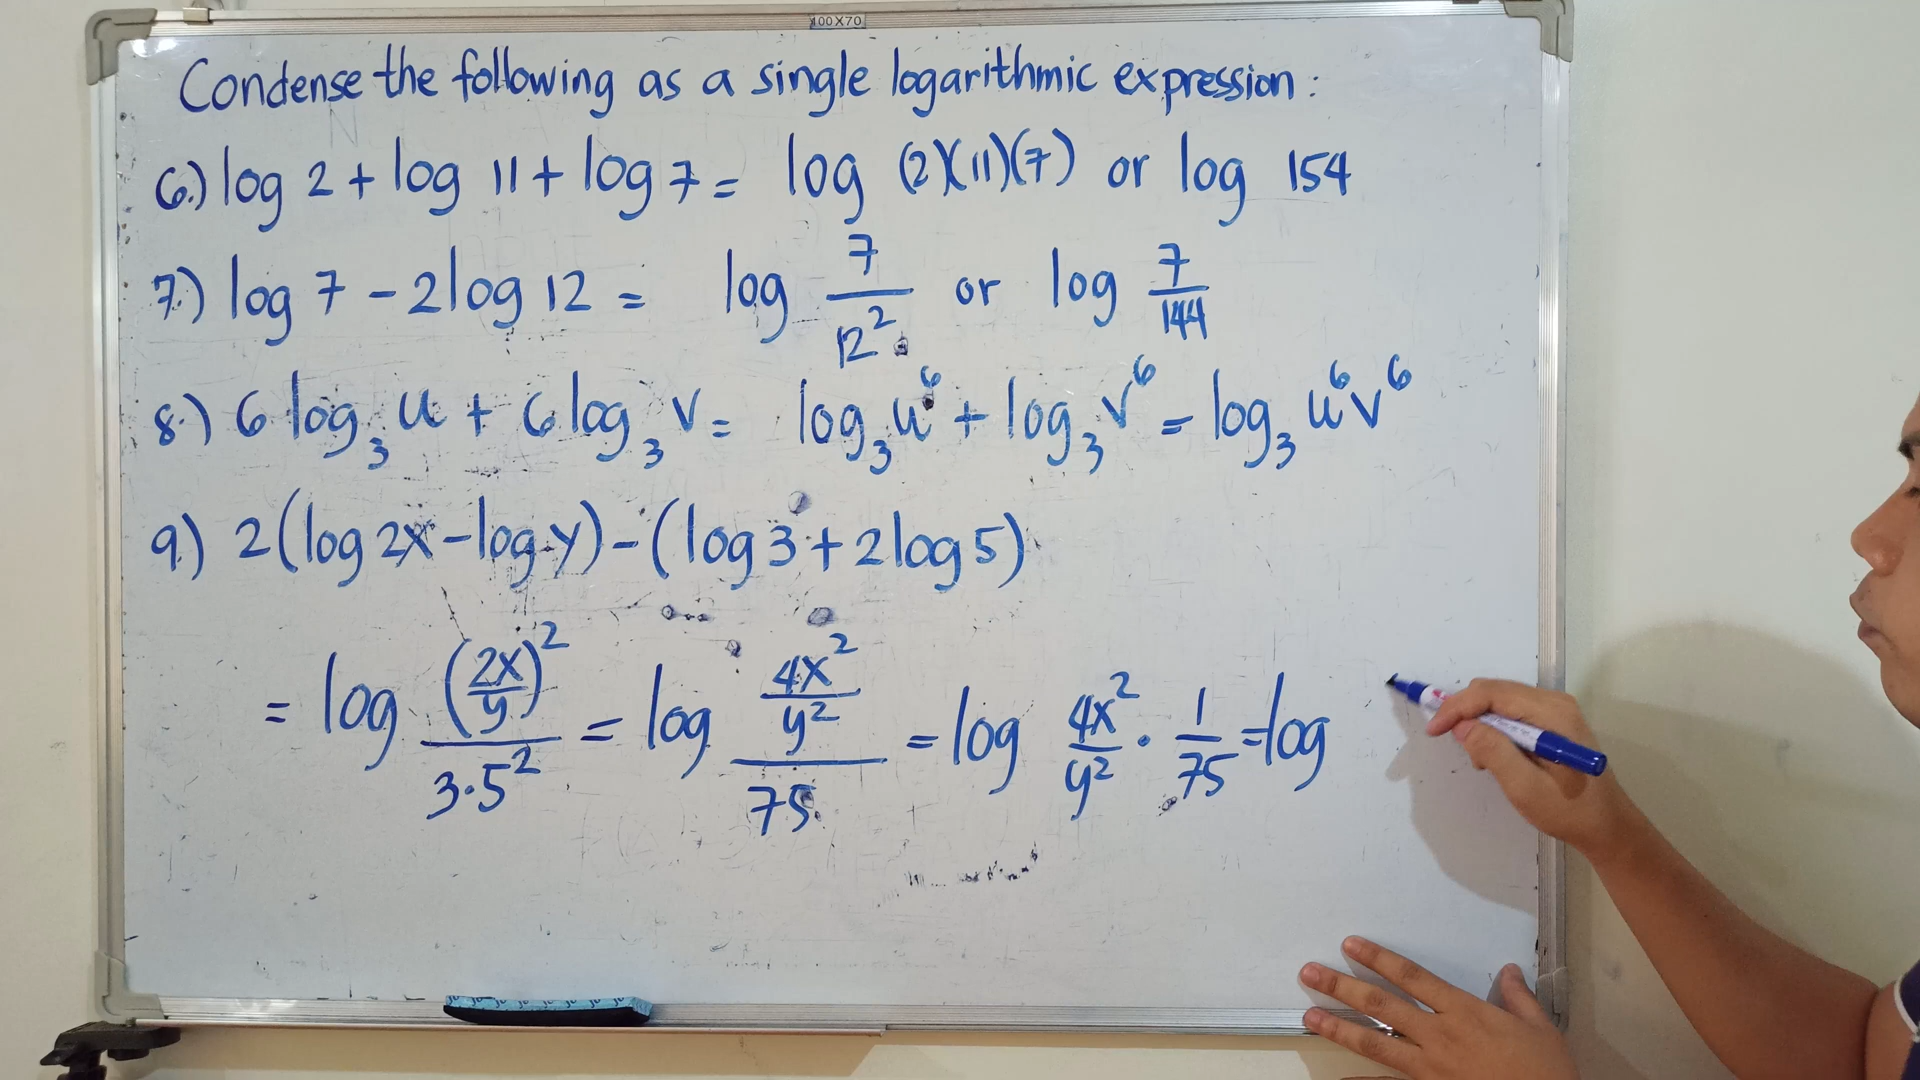 100X70
Condense the following as a single logarithmic expression:
6.) log 2 + log 11 + log 7 = log (2)(11)(7) or log 154
7.) log 7 - 2 log 12 = log 7/12² or log 7/144
8.) 6 log₃ u + 6 log₃ v = log₃ u⁶ + log₃ v⁶ = log₃ u⁶v⁶
9.) 2(log 2x - log y) - (log 3 + 2 log 5)
= log (2x/y)²/3·5² = log 4x²/y²/75 = log 4x²/y² · 1/75 = log